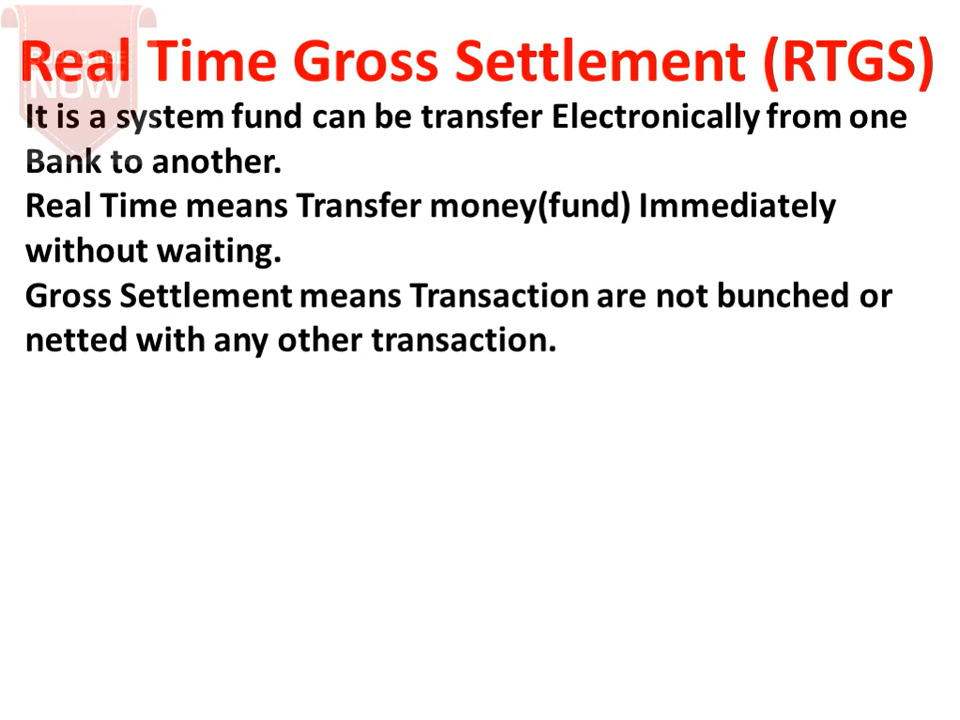 Real Time Gross Settlement (RTGS)
SUBSCRIBE
NOW
It is a system fund can be transfer Electronically from one
Bank to another.
Real Time means Transfer money(fund) Immediately
without waiting.
Gross Settlement means Transaction are not bunched or
netted with any other transaction.